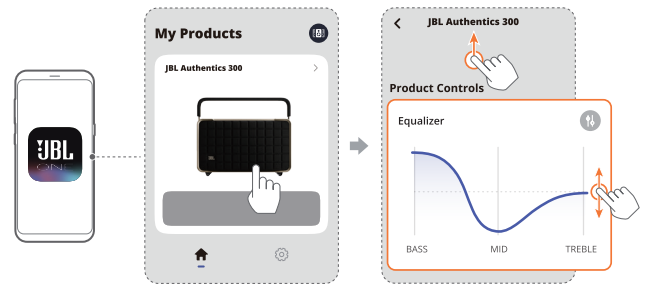 JBL
ONE
My Products
JBL Authentics 300
JBL Authentics 300
Product Controls
Equalizer
BASS
MID
TREBLE